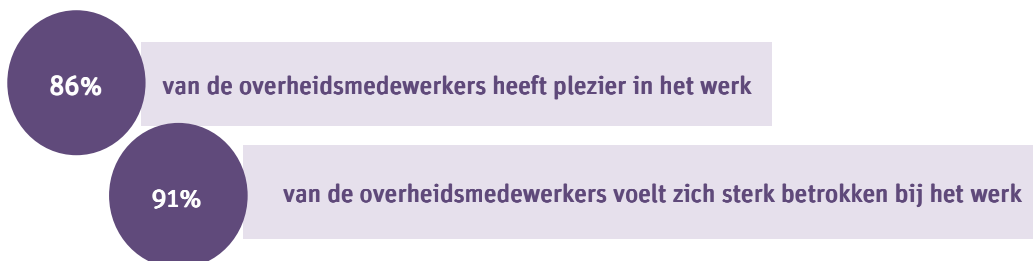 86% van de overheidsmedewerkers heeft plezier in het werk
91% van de overheidsmedewerkers voelt zich sterk betrokken bij het werk